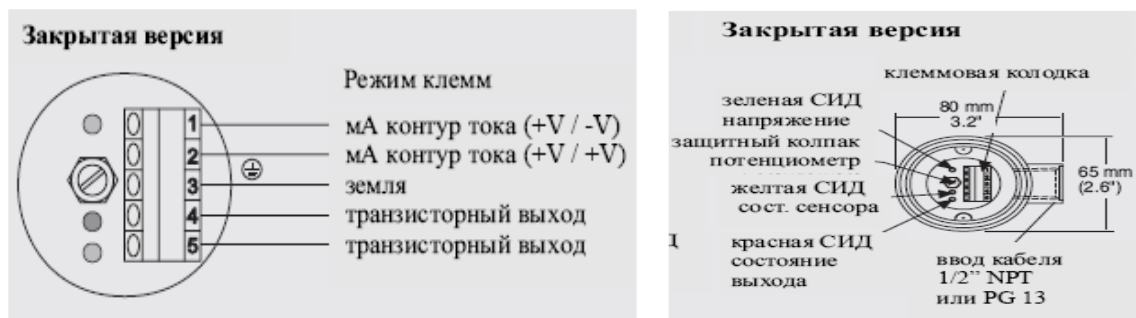 Закрытая версия
Режим клемм
1 мА контур тока (+V / -V)
2 мА контур тока (+V / +V)
3 земля
4 транзисторный выход
5 транзисторный выход
Закрытая версия
клеммовая колодка
зеленая СИД
напряжение
защитный колпак
потенциометр
желтая СИД
сост. сенсора
красная СИД
состояние
выхода
80 mm
3.2"
65 mm
(2.6")
ввод кабеля
1/2” NPT
или PG 13